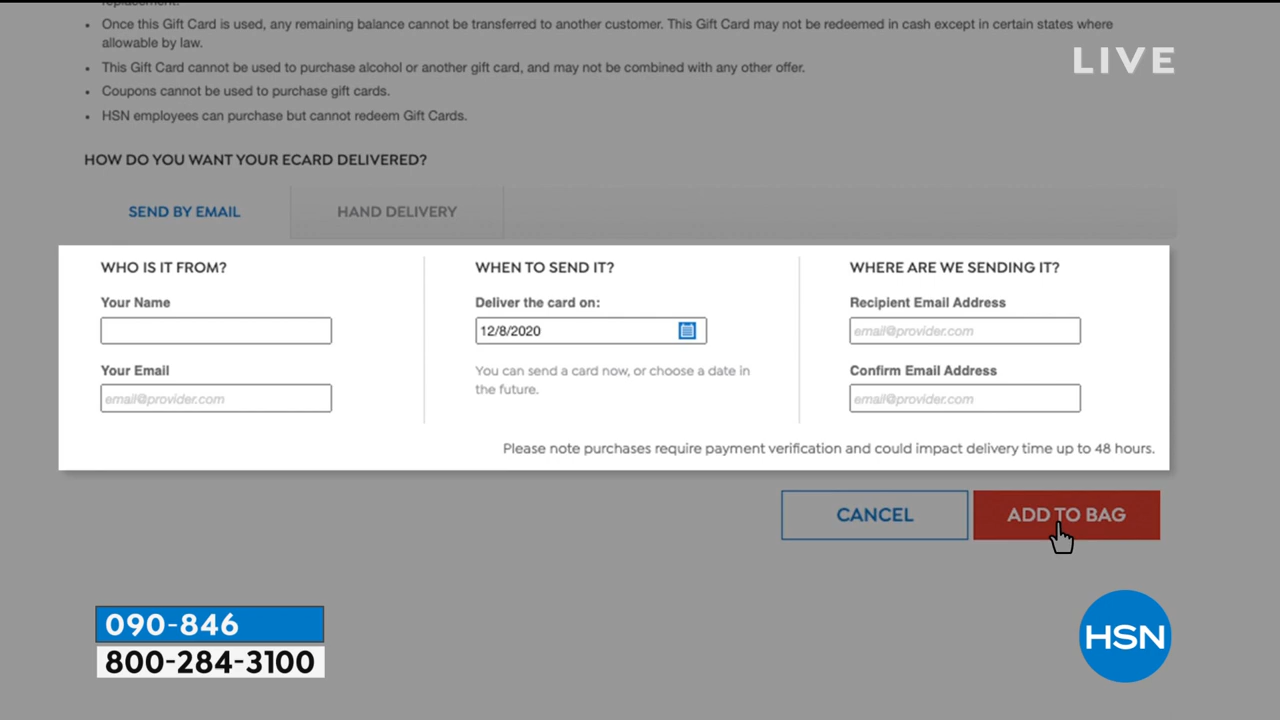 replacement.
• Once this Gift Card is used, any remaining balance cannot be transferred to another customer. This Gift Card may not be redeemed in cash except in certain states where
allowable by law.
• This Gift Card cannot be used to purchase alcohol or another gift card, and may not be combined with any other offer.
• Coupons cannot be used to purchase gift cards.
• HSN employees can purchase but cannot redeem Gift Cards.
LIVE
HOW DO YOU WANT YOUR ECARD DELIVERED?
SEND BY EMAIL
HAND DELIVERY
WHO IS IT FROM?
Your Name
Your Email
email@provider.com
WHEN TO SEND IT?
Deliver the card on:
12/8/2020
You can send a card now, or choose a date in
the future.
WHERE ARE WE SENDING IT?
Recipient Email Address
email@provider.com
Confirm Email Address
email@provider.com
Please note purchases require payment verification and could impact delivery time up to 48 hours.
CANCEL
ADD TO BAG
090-846
800-284-3100
HSN